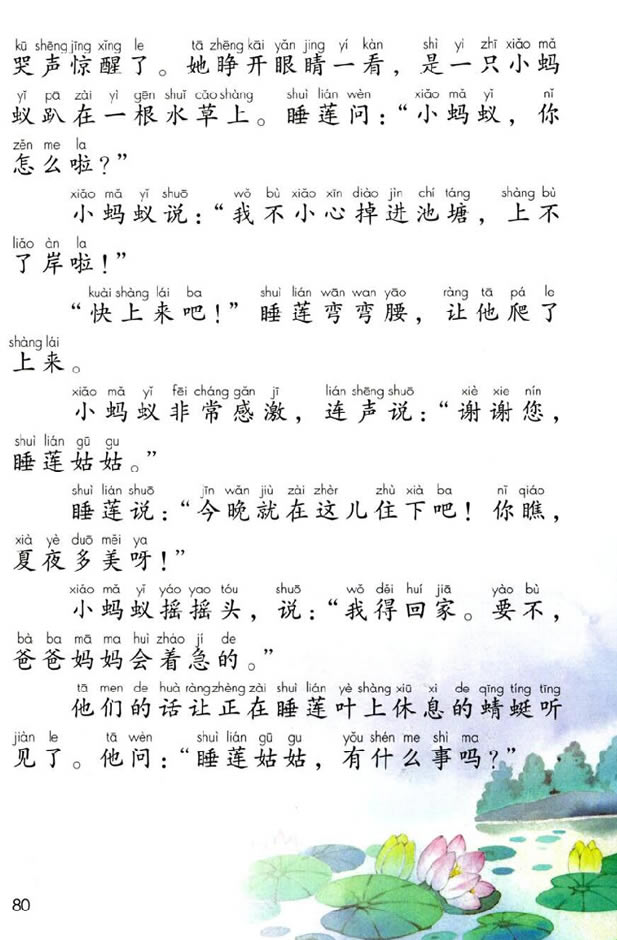 kū shēng jīng xǐng le tā zhēng kāi yǎn jing yí kàn shì yì zhī xiǎo mǎ
哭声惊醒了。她睁开眼睛一看，是一只小蚂
yǐ pā zài yì gēn shuǐ cǎo shàng shuì lián wèn xiǎo mǎ yǐ nǐ
蚁趴在一根水草上。睡莲问：“小蚂蚁，你
zěn me la
怎么啦？”
xiǎo mǎ yǐ shuō wǒ bù xiǎo xīn diào jìn chí táng shàng bù
小蚂蚁说：“我不小心掉进池塘，上不
liǎo àn la
了岸啦！”
kuài shàng lái ba shuì lián wān wan yāo ràng tā pá le
“快上来吧！”睡莲弯弯腰，让他爬了
shàng lái
上来。
xiǎo mǎ yǐ fēi cháng gǎn jī lián shēng shuō xiè xie nín
小蚂蚁非常感激，连声说：“谢谢您，
shuì lián gū gu
睡莲姑姑。”
shuì lián shuō jīn wǎn jiù zài zhèr zhù xià ba nǐ qiáo
睡莲说：“今晚就在这儿住下吧！你瞧，
xià yè duō měi ya
夏夜多美呀！”
xiǎo mǎ yǐ yáo yao tóu shuō wǒ děi huí jiā yào bù
小蚂蚁摇摇头，说：“我得回家。要不，
bà ba mā ma huì zháo jí de
爸爸妈妈会着急的。”
tā men de huà ràng zhèng zài shuì lián yè shàng xiū xi de qīng tíng tīng
他们的话让正在睡莲叶上休息的蜻蜓听
jiàn le tā wèn shuì lián gū gu yǒu shén me shì ma
见了。他问：“睡莲姑姑，有什么事吗？”
80